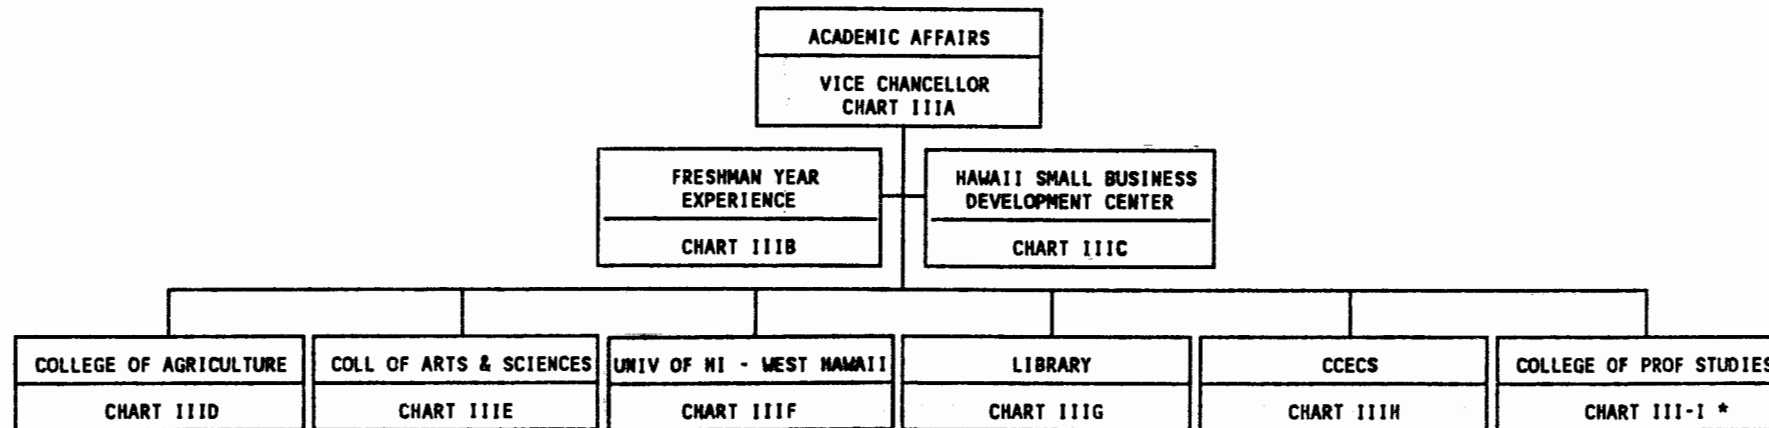 ACADEMIC AFFAIRS
VICE CHANCELLOR
CHART IIIA
FRESHMAN YEAR
EXPERIENCE
CHART IIIB
HAWAII SMALL BUSINESS
DEVELOPMENT CENTER
CHART IIIC
COLLEGE OF AGRICULTURE
CHART IIID
COLL OF ARTS & SCIENCES
CHART IIIE
UNIV OF HI - WEST HAWAII
CHART IIIF
LIBRARY
CHART IIIG
CCECS
CHART IIIH
COLLEGE OF PROF STUDIES
CHART III-I *